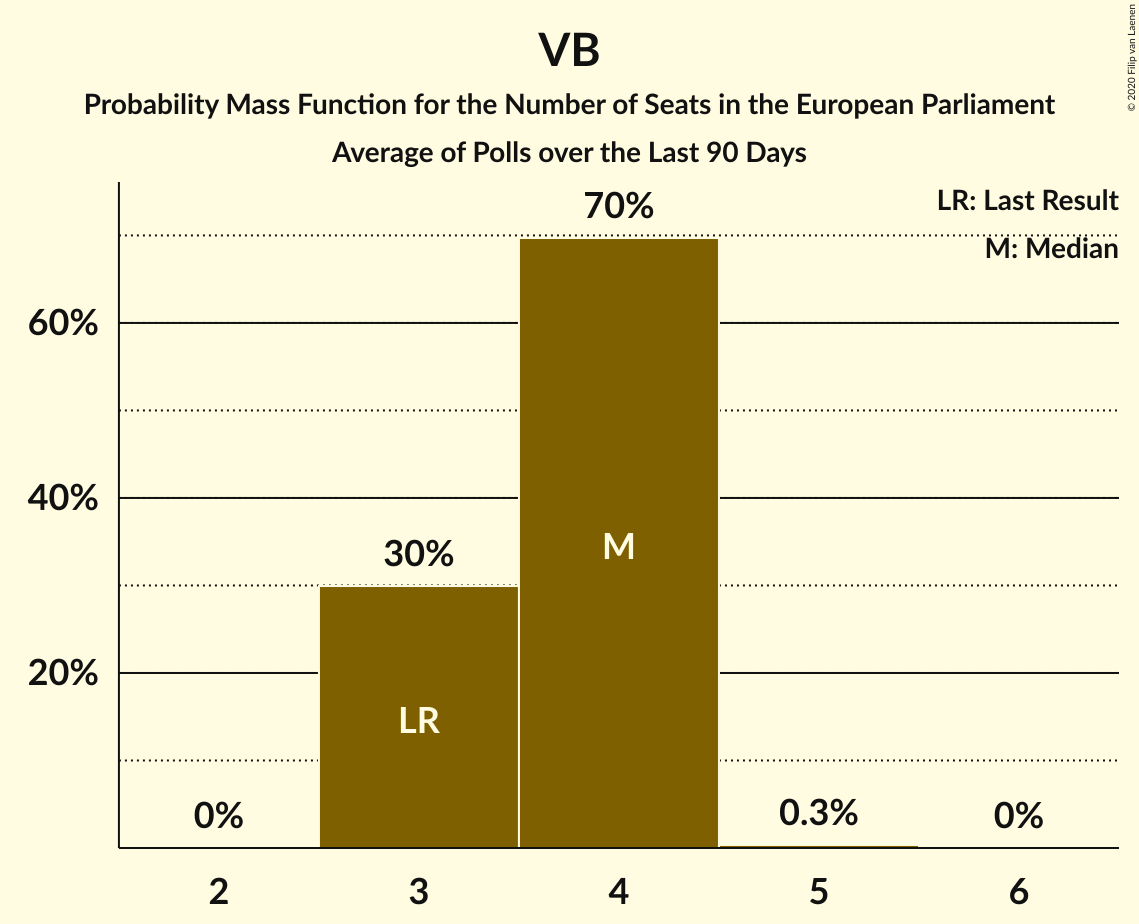 VB
Probability Mass Function for the Number of Seats in the European Parliament
Average of Polls over the Last 90 Days
© 2020 Filip van Laenen
LR: Last Result
M: Median
70%
60%
40%
30%
20%
M
LR
0%
0.3%
0%
2
3
4
5
6